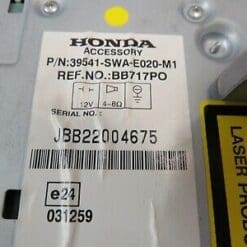 HONDA
ACCESSORY
P/N:39541-SWA-E020-M1
REF.NO.:BB717PO
12V 4-8Ω
SERIAL NO.:
JBB22004675
e24
031259
LASER PRO